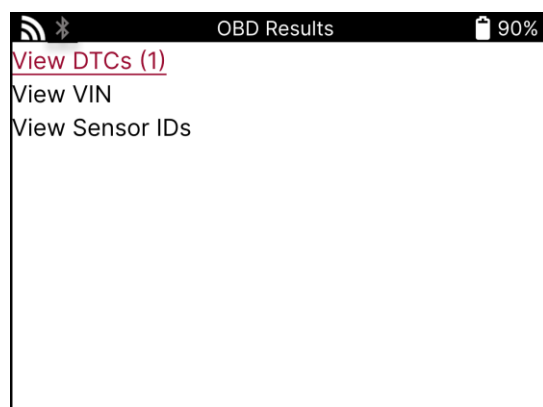 OBD Results 90%
View DTCs (1)
View VIN
View Sensor IDs